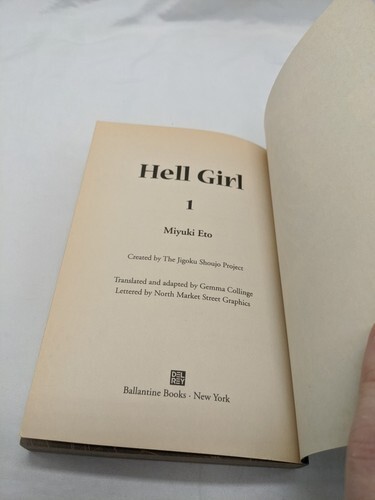 Hell Girl
1
Miyuki Eto
Created by The Jigoku Shoujo Project
Translated and adapted by Gemma Collinge
Lettered by North Market Street Graphics
DEL
REY
Ballantine Books · New York